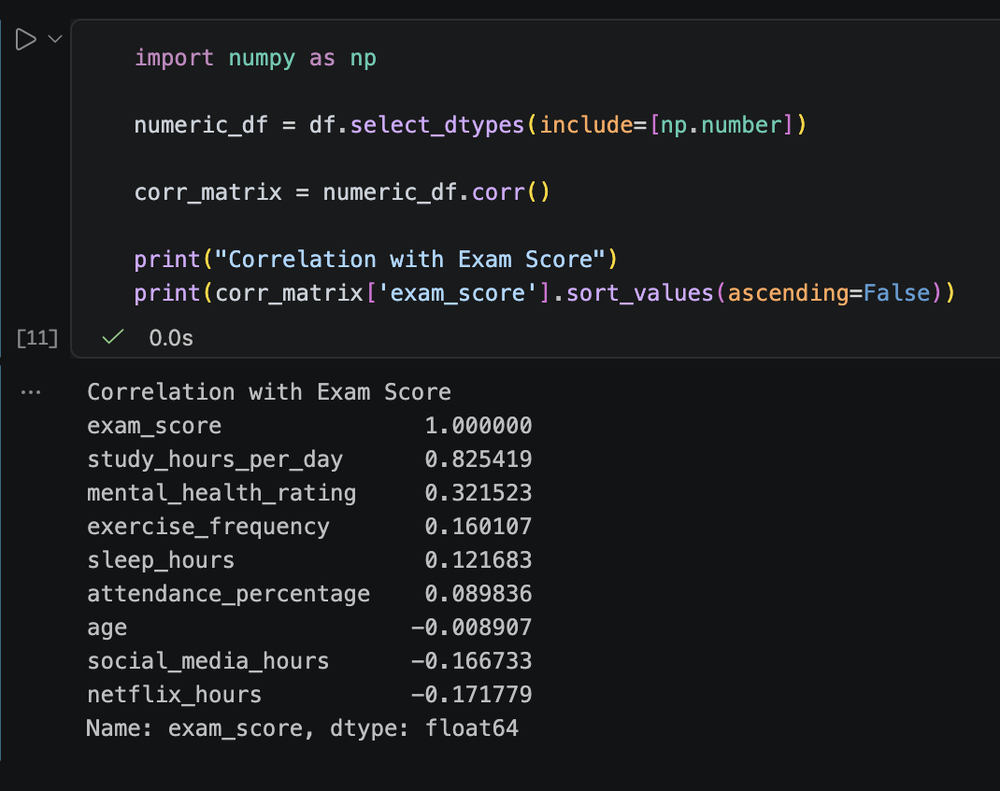 import numpy as np
numeric_df = df.select_dtypes(include=[np.number])
corr_matrix = numeric_df.corr()
print("Correlation with Exam Score")
print(corr_matrix['exam_score'].sort_values(ascending=False))
[11] 0.0s
... Correlation with Exam Score
exam_score 1.000000
study_hours_per_day 0.825419
mental_health_rating 0.321523
exercise_frequency 0.160107
sleep_hours 0.121683
attendance_percentage 0.089836
age -0.008907
social_media_hours -0.166733
netflix_hours -0.171779
Name: exam_score, dtype: float64